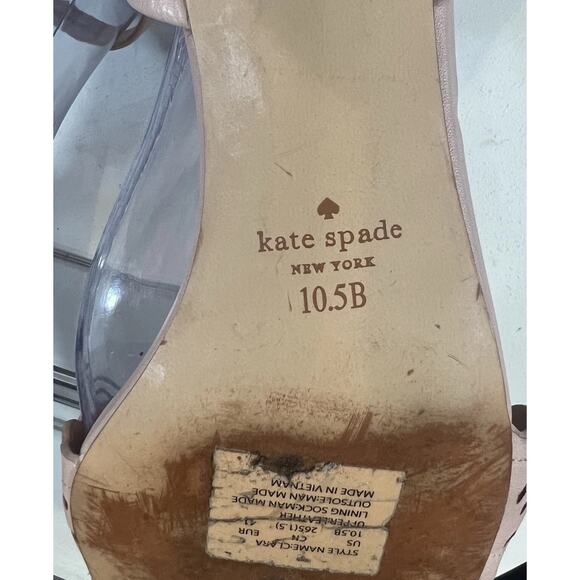 kate spade
NEW YORK
10.5B
STYLE NAME:CLARA
US CN EUR
10.5B 265(1.5) 41
UPPER:LEATHER
LINING SOCK:MAN MADE
OUTSOLE:MAN MADE
MADE IN VIETNAM